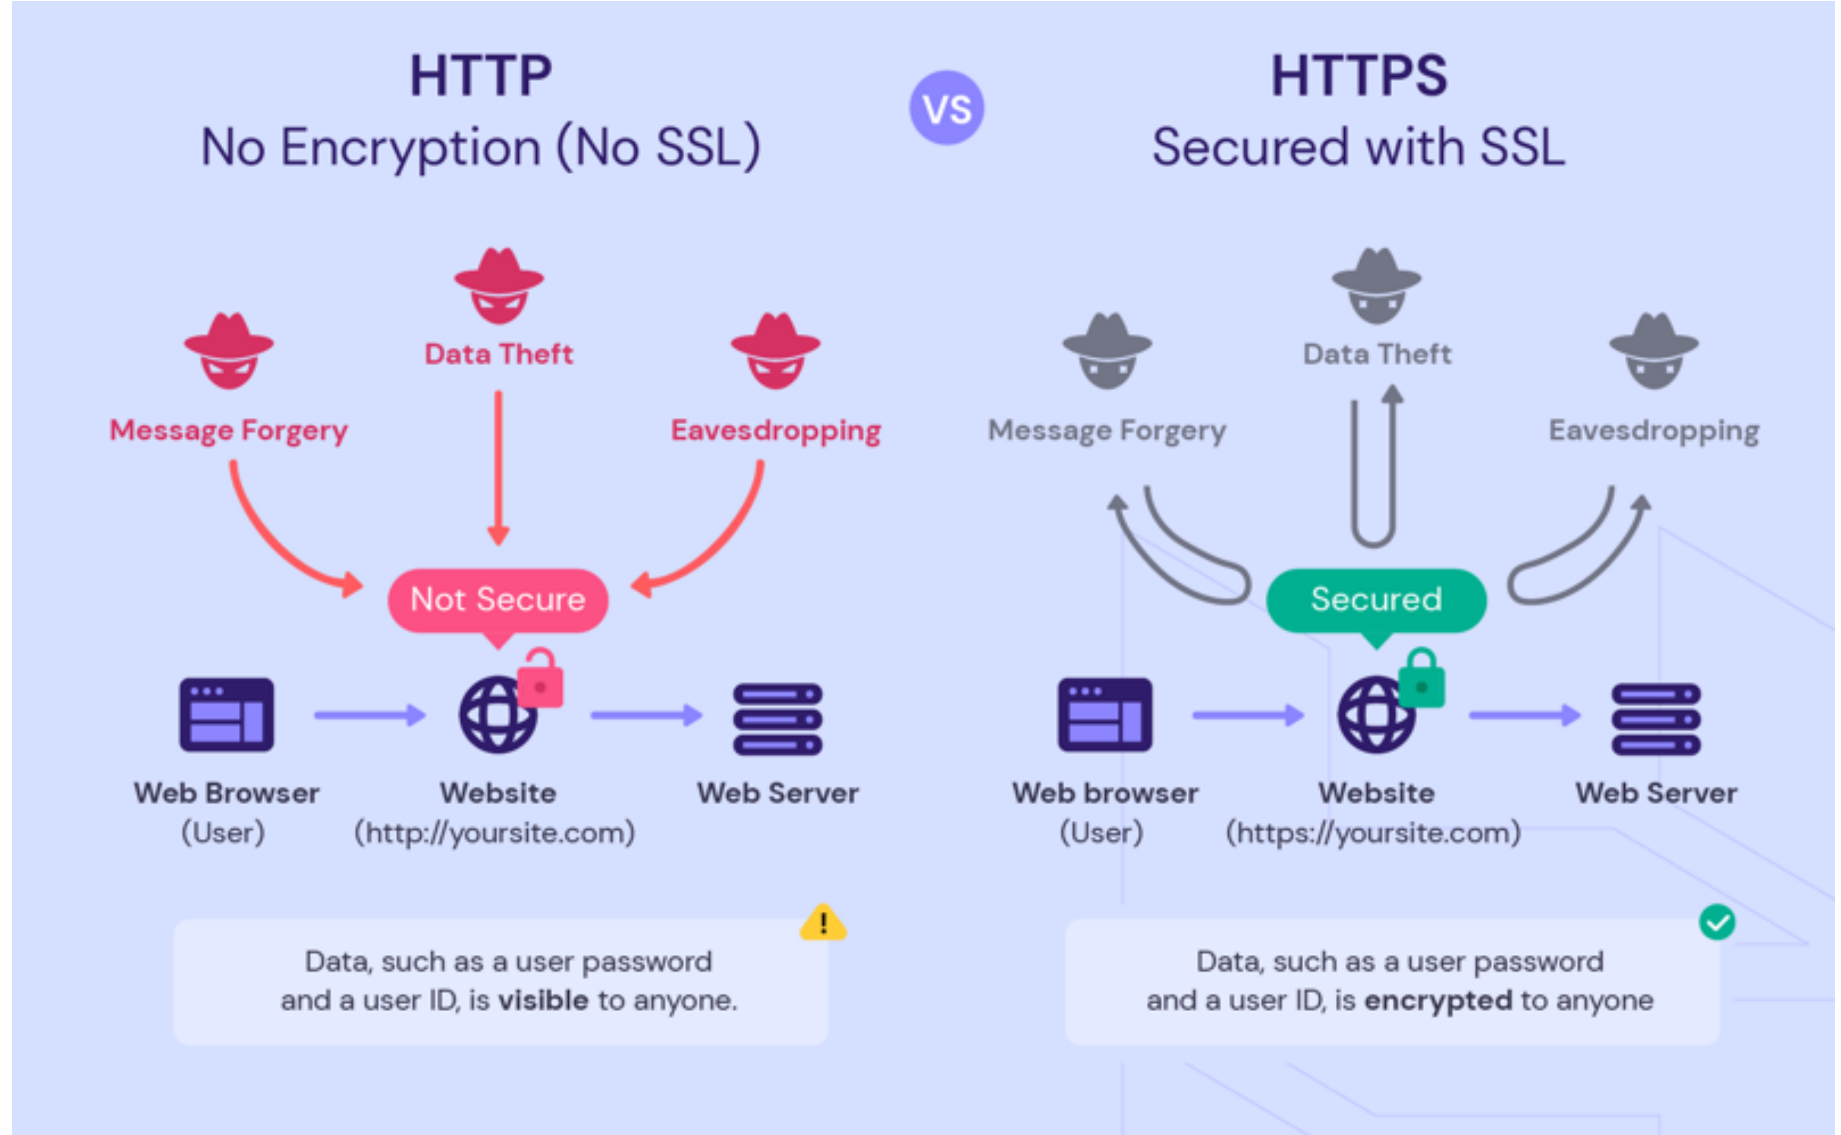 HTTP
No Encryption (No SSL)
VS
HTTPS
Secured with SSL
Data Theft
Message Forgery
Eavesdropping
Not Secure
Web Browser
(User)
Website
(http://yoursite.com)
Web Server
Data, such as a user password
and a user ID, is visible to anyone.
!
Data Theft
Message Forgery
Eavesdropping
Secured
Web browser
(User)
Website
(https://yoursite.com)
Web Server
Data, such as a user password
and a user ID, is encrypted to anyone